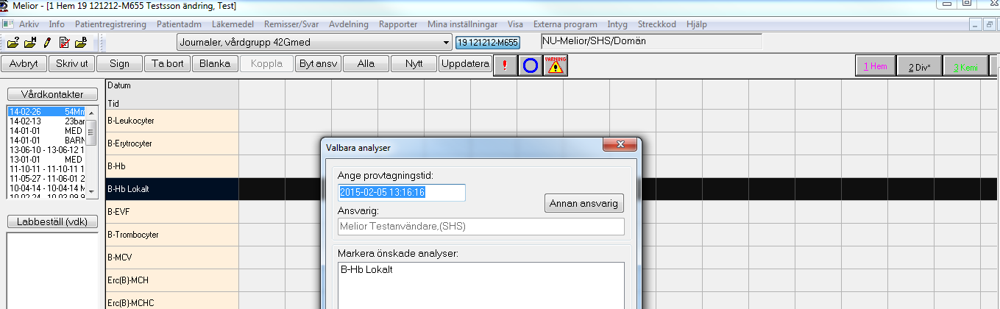 Melior - [1 Hem 19 121212-M655 Testsson ändring, Test]
Arkiv Info Patientregistrering Patientadm Läkemedel Remisser/Svar Avdelning Rapporter Mina inställningar Visa Externa program Intyg Streckkod Hjälp
Journaler, vårdgrupp 42Gmed 19 121212-M655 NU-Melior/SHS/Domän
Avbryt Skriv ut Sign Ta bort Blanka Koppla Byt ansv Alla Nytt Uppdatera ! VARNING 1 Hem 2 Div* 3 Kemi
Vårdkontakter
14-02-26 54Mm
14-02-13 23bar
14-01-01 MED
14-01-01 BARN
13-06-10 - 13-06-12 1
13-01-01 MED
11-10-11 - 11-10-11 1
11-05-27 - 11-06-01 2
10-04-14 - 10-04-14 M
10-02-24 - 10-03-09 9
Labbeställ (vdk)
Datum
Tid
B-Leukocyter
B-Erytrocyter
B-Hb
B-Hb Lokalt
B-EVF
B-Trombocyter
B-MCV
Erc(B)-MCH
Erc(B)-MCHC
Valbara analyser
Ange provtagningstid:
2015-02-05 13:16:16
Annan ansvarig
Ansvarig:
Melior Testanvändare,(SHS)
Markera önskade analyser:
B-Hb Lokalt